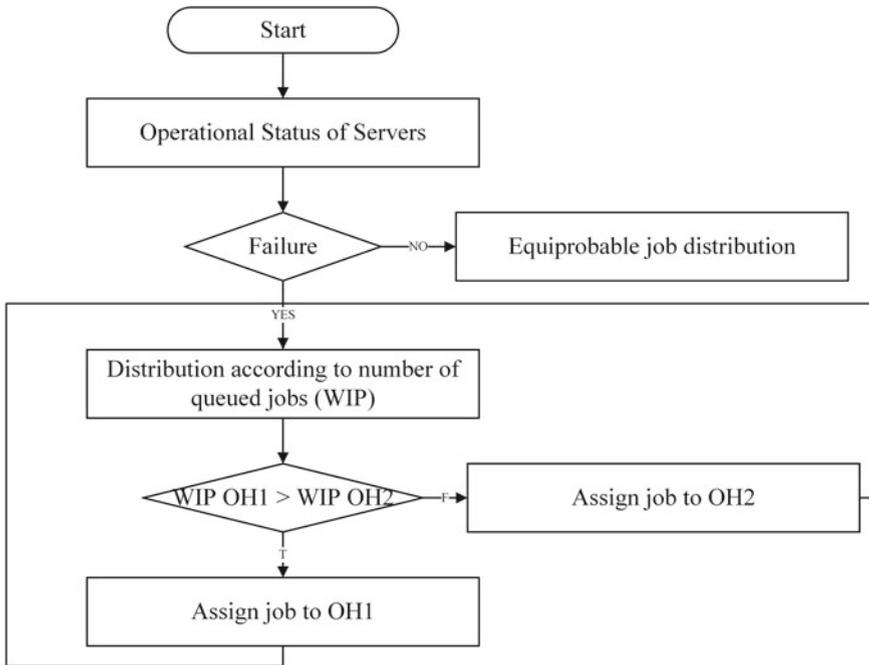 Start
Operational Status of Servers
Failure
NO
Equiprobable job distribution
YES
Distribution according to number of
queued jobs (WIP)
WIP OH1 > WIP OH2
F
Assign job to OH2
T
Assign job to OH1